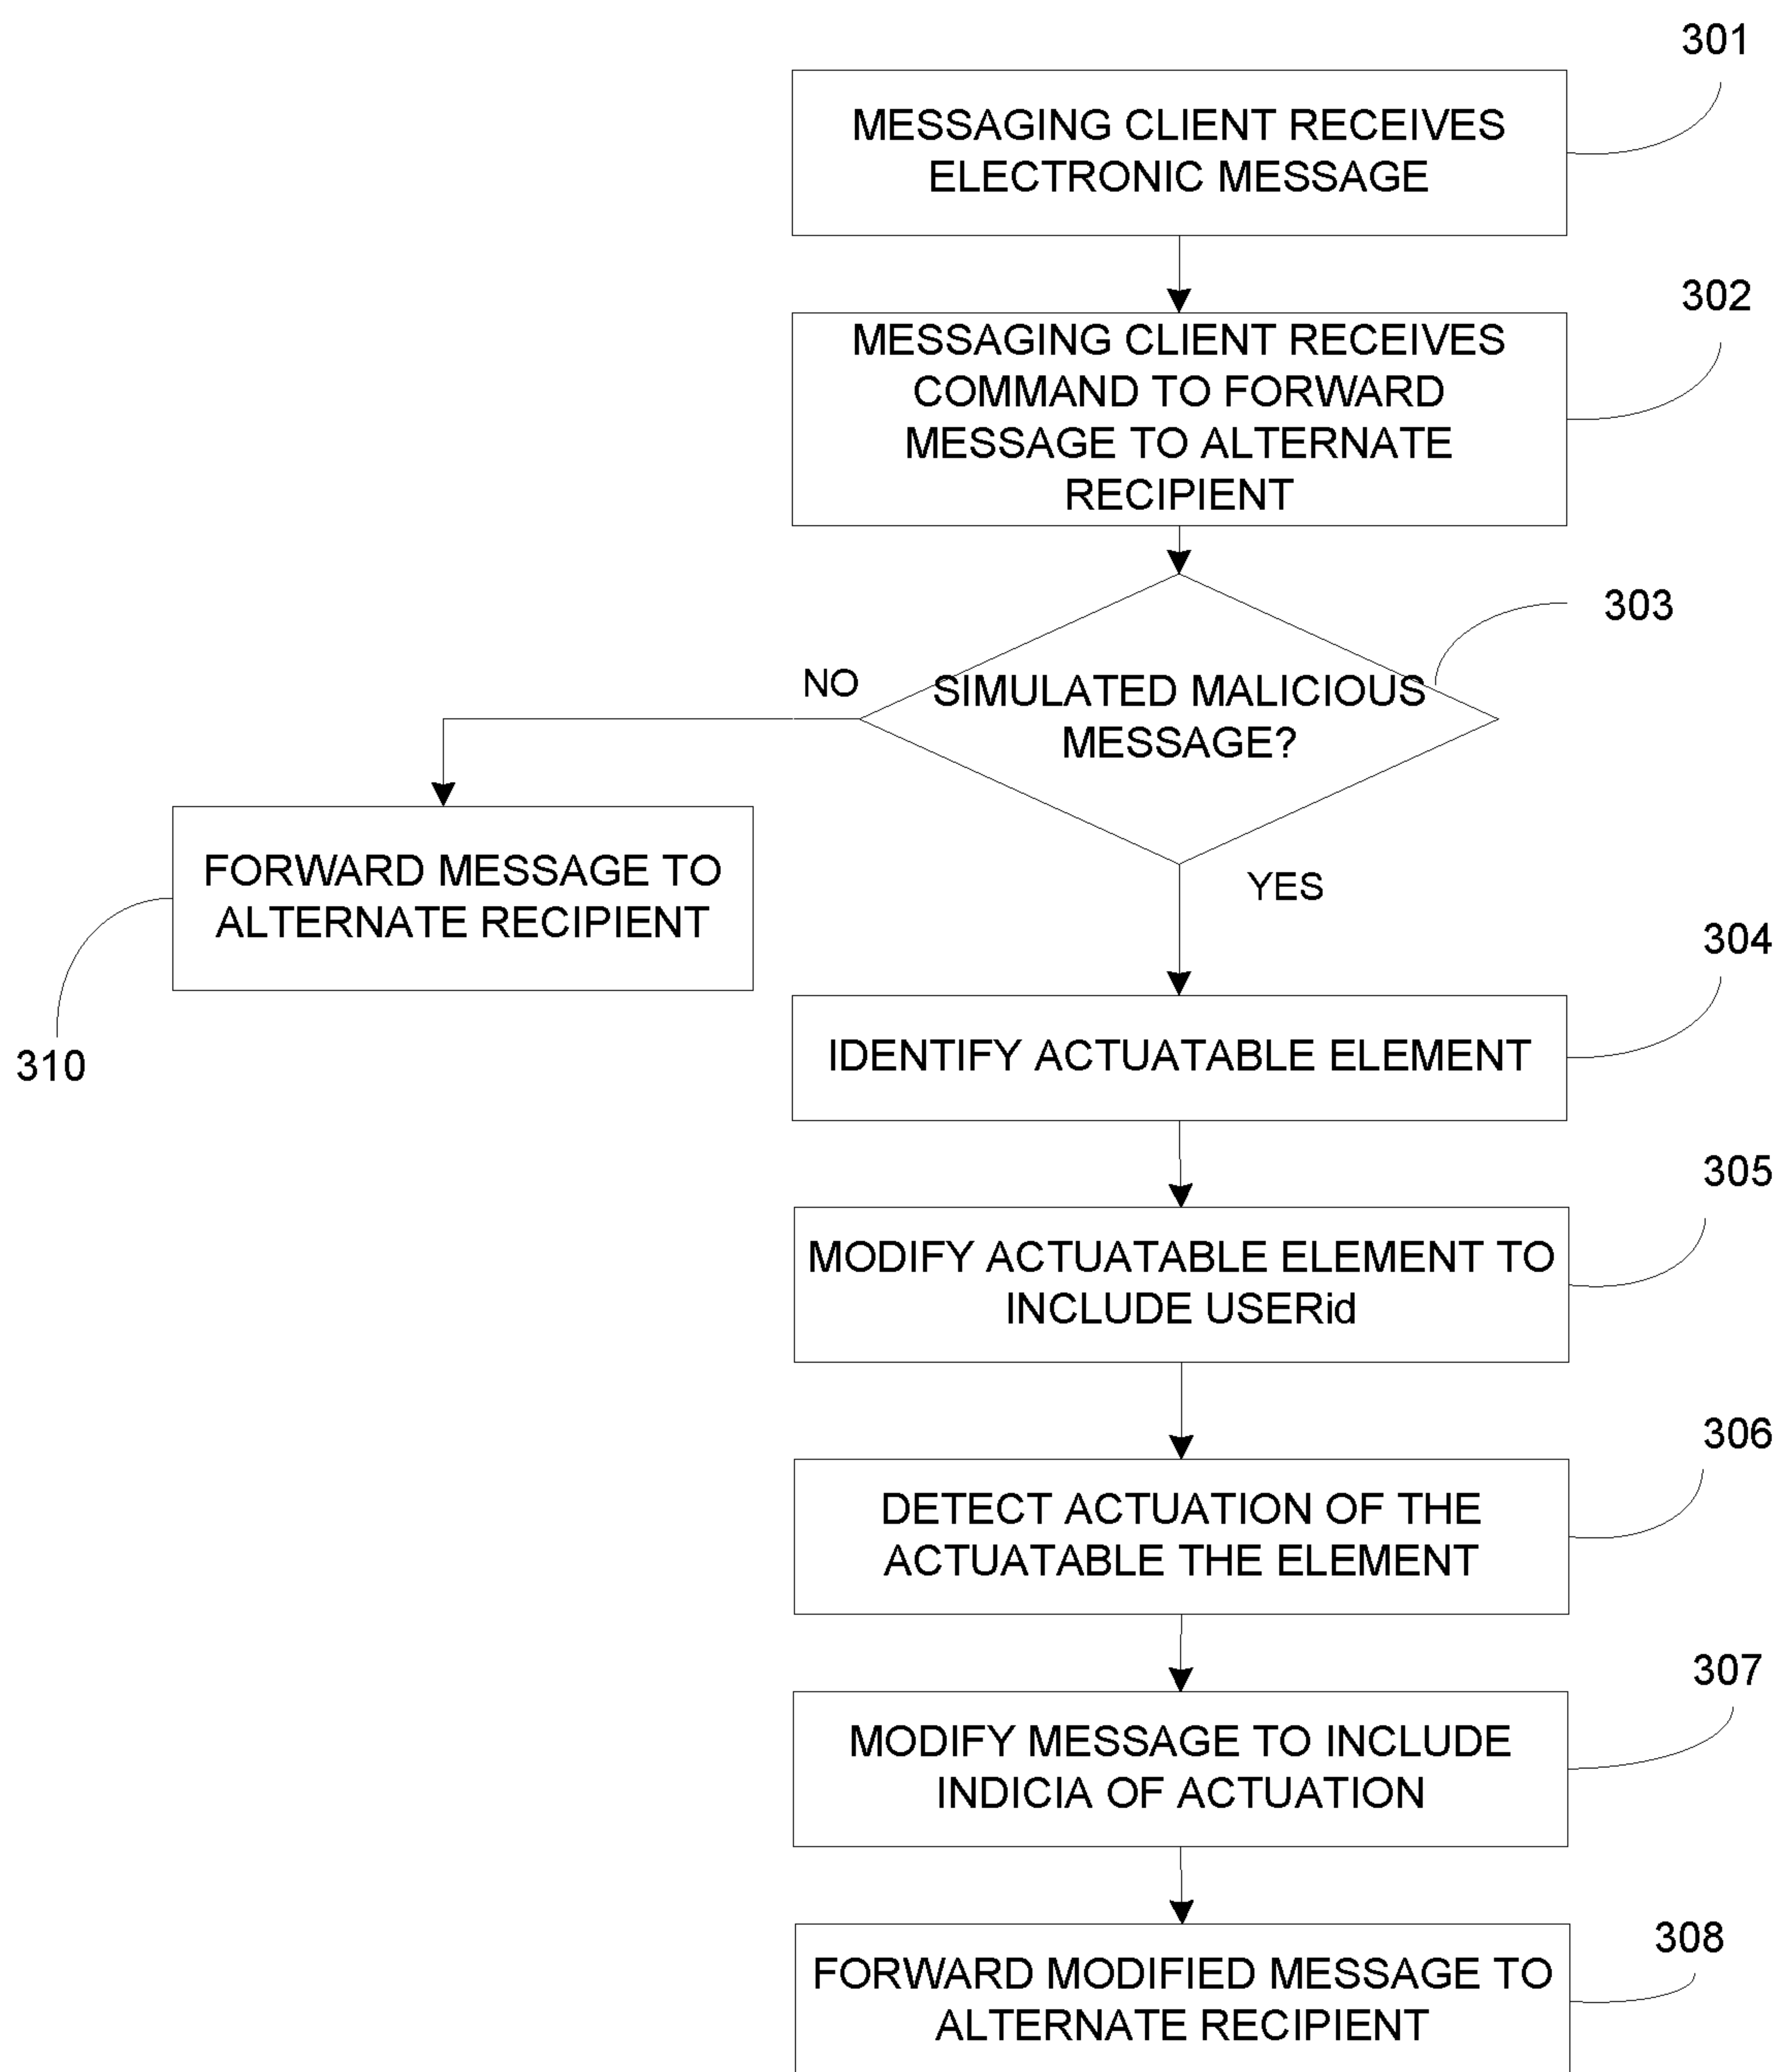 301
MESSAGING CLIENT RECEIVES
ELECTRONIC MESSAGE
302
MESSAGING CLIENT RECEIVES
COMMAND TO FORWARD
MESSAGE TO ALTERNATE
RECIPIENT
303
NO
SIMULATED MALICIOUS
MESSAGE?
FORWARD MESSAGE TO
ALTERNATE RECIPIENT
YES
310
304
IDENTIFY ACTUATABLE ELEMENT
305
MODIFY ACTUATABLE ELEMENT TO
INCLUDE USERid
306
DETECT ACTUATION OF THE
ACTUATABLE THE ELEMENT
307
MODIFY MESSAGE TO INCLUDE
INDICIA OF ACTUATION
308
FORWARD MODIFIED MESSAGE TO
ALTERNATE RECIPIENT